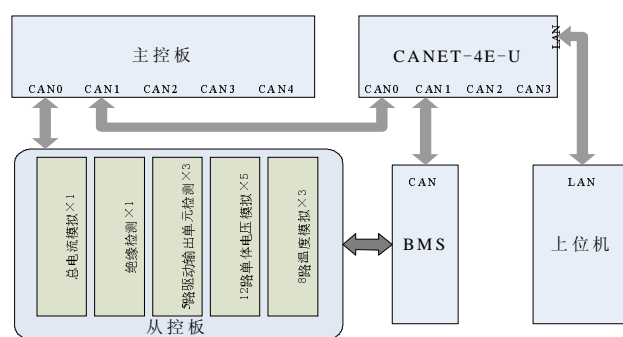 主控板
CAN0 CAN1 CAN2 CAN3 CAN4
CANET-4E-U
LAN
CAN0 CAN1 CAN2 CAN3
总电流模拟×1
绝缘检测×1
5路驱动输出单元检测×3
12路单体电压模拟×5
8路温度模拟×3
从控板
CAN
BMS
LAN
上位机